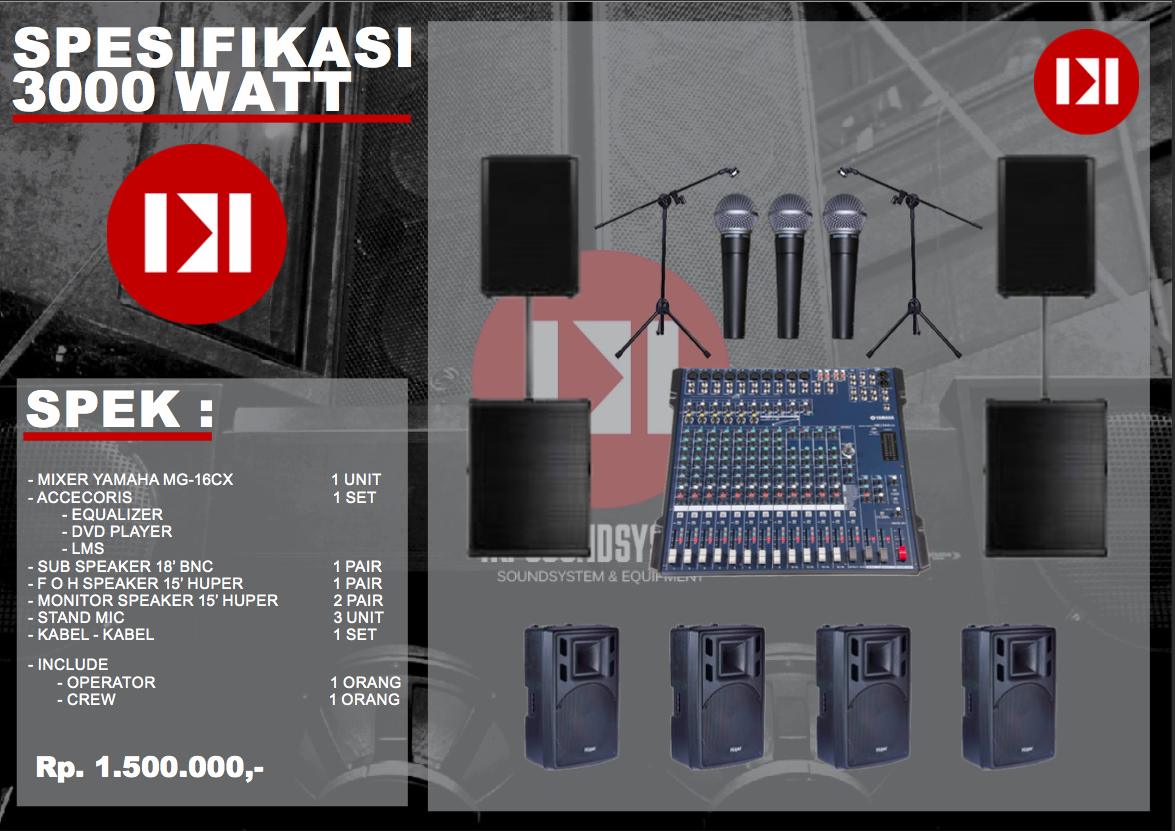 SPESIFIKASI
3000 WATT
SPEK :
- MIXER YAMAHA MG-16CX 1 UNIT
- ACCECORIS 1 SET
- EQUALIZER
- DVD PLAYER
- LMS
- SUB SPEAKER 18' BNC 1 PAIR
- F O H SPEAKER 15' HUPER 1 PAIR
- MONITOR SPEAKER 15' HUPER 2 PAIR
- STAND MIC 3 UNIT
- KABEL - KABEL 1 SET
- INCLUDE
- OPERATOR 1 ORANG
- CREW 1 ORANG
Rp. 1.500.000,-
YAMAHA
SOUNDSYSTEM & EQUIPMENT